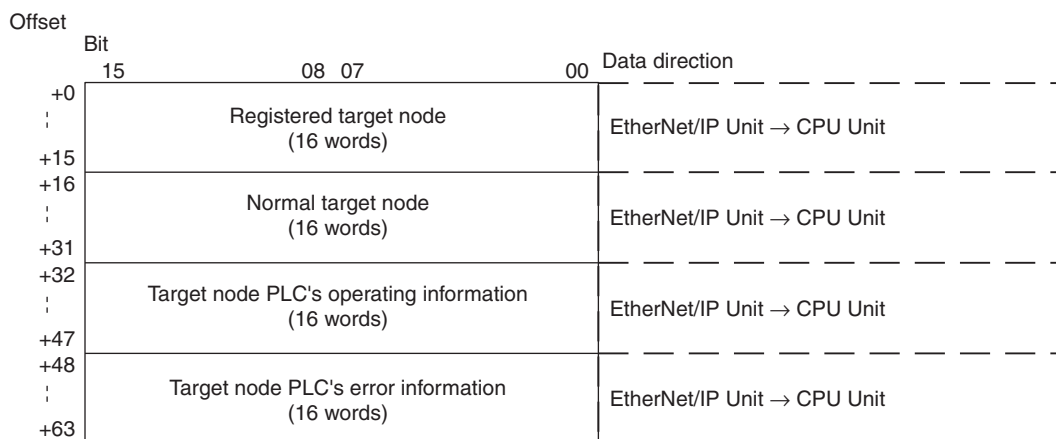 Offset
Bit
15 08 07 00 Data direction
+0
Registered target node
(16 words)
EtherNet/IP Unit → CPU Unit
+15
+16
Normal target node
(16 words)
EtherNet/IP Unit → CPU Unit
+31
+32
Target node PLC's operating information
(16 words)
EtherNet/IP Unit → CPU Unit
+47
+48
Target node PLC's error information
(16 words)
EtherNet/IP Unit → CPU Unit
+63